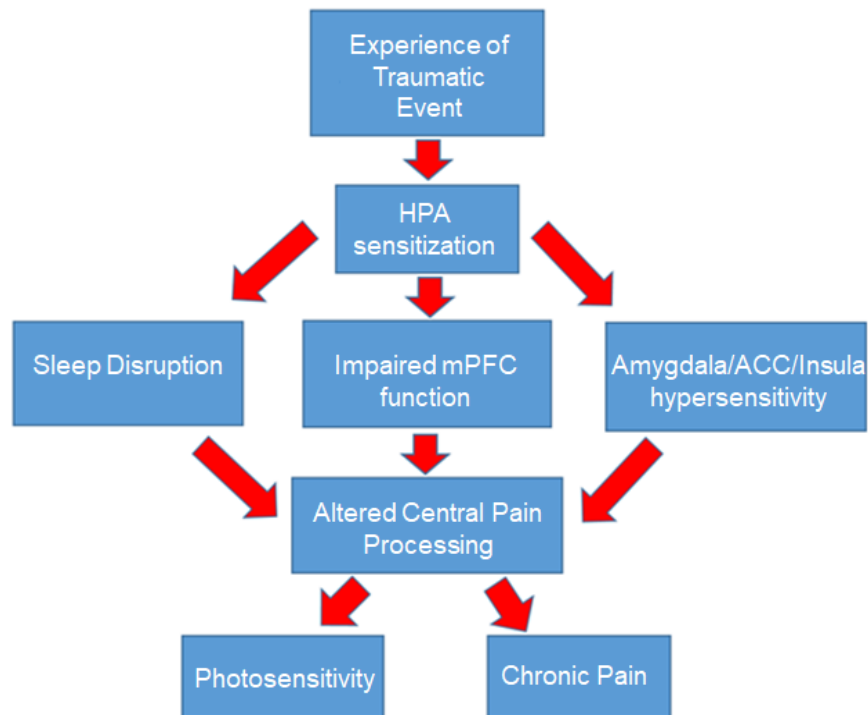 Experience of
Traumatic
Event
HPA
sensitization
Sleep Disruption
Impaired mPFC
function
Amygdala/ACC/Insula
hypersensitivity
Altered Central Pain
Processing
Photosensitivity
Chronic Pain